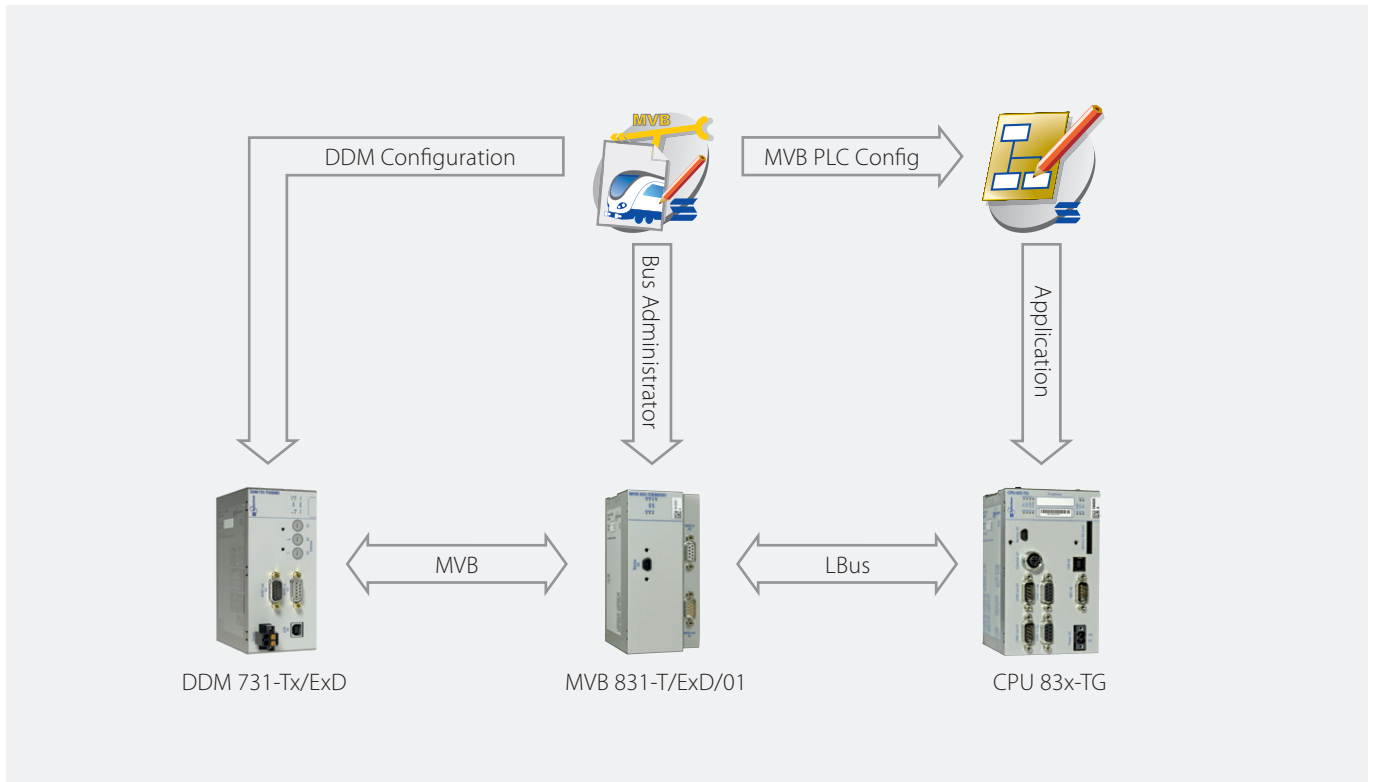 MVB
DDM Configuration
MVB PLC Config
Bus Administrator
Application
MVB
LBus
DDM 731-Tx/ExD
MVB 831-T/ExD/01
CPU 83x-TG